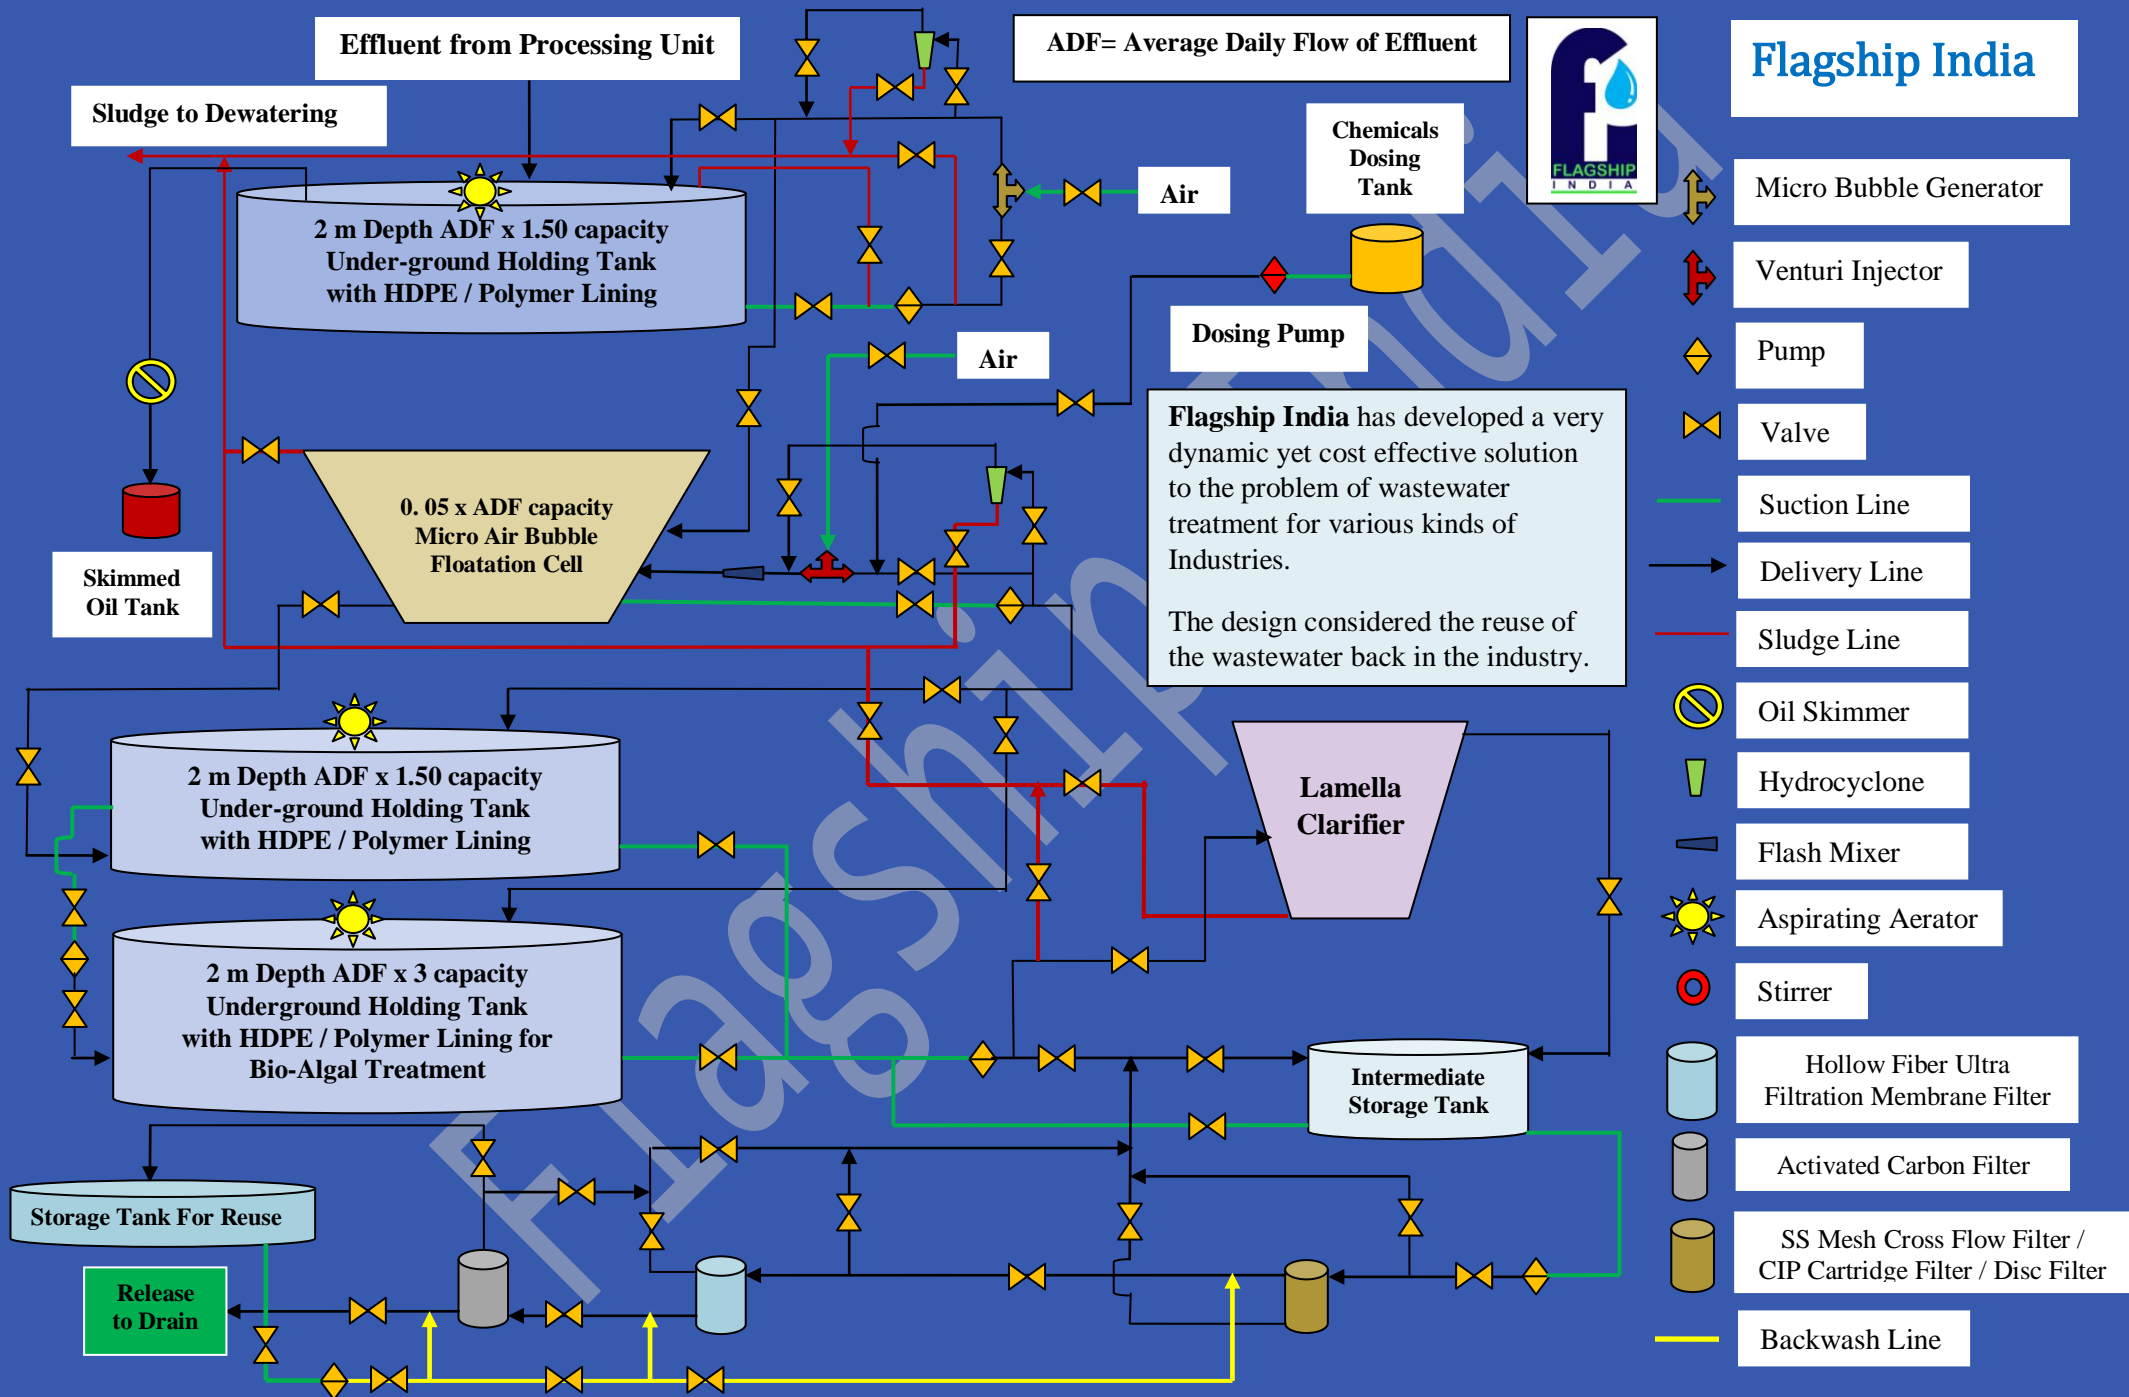 Effluent from Processing Unit
ADF= Average Daily Flow of Effluent
FLAGSHIP
INDIA
Flagship India
Sludge to Dewatering
Chemicals
Dosing
Tank
Air
2 m Depth ADF x 1.50 capacity
Under-ground Holding Tank
with HDPE / Polymer Lining
Dosing Pump
Air
Flagship India has developed a very
dynamic yet cost effective solution
to the problem of wastewater
treatment for various kinds of
Industries.
The design considered the reuse of
the wastewater back in the industry.
0. 05 x ADF capacity
Micro Air Bubble
Floatation Cell
Skimmed
Oil Tank
2 m Depth ADF x 1.50 capacity
Under-ground Holding Tank
with HDPE / Polymer Lining
Lamella
Clarifier
2 m Depth ADF x 3 capacity
Underground Holding Tank
with HDPE / Polymer Lining for
Bio-Algal Treatment
Intermediate
Storage Tank
Storage Tank For Reuse
Release
to Drain
Micro Bubble Generator
Venturi Injector
Pump
Valve
Suction Line
Delivery Line
Sludge Line
Oil Skimmer
Hydrocyclone
Flash Mixer
Aspirating Aerator
Stirrer
Hollow Fiber Ultra
Filtration Membrane Filter
Activated Carbon Filter
SS Mesh Cross Flow Filter /
CIP Cartridge Filter / Disc Filter
Backwash Line
Flagship India